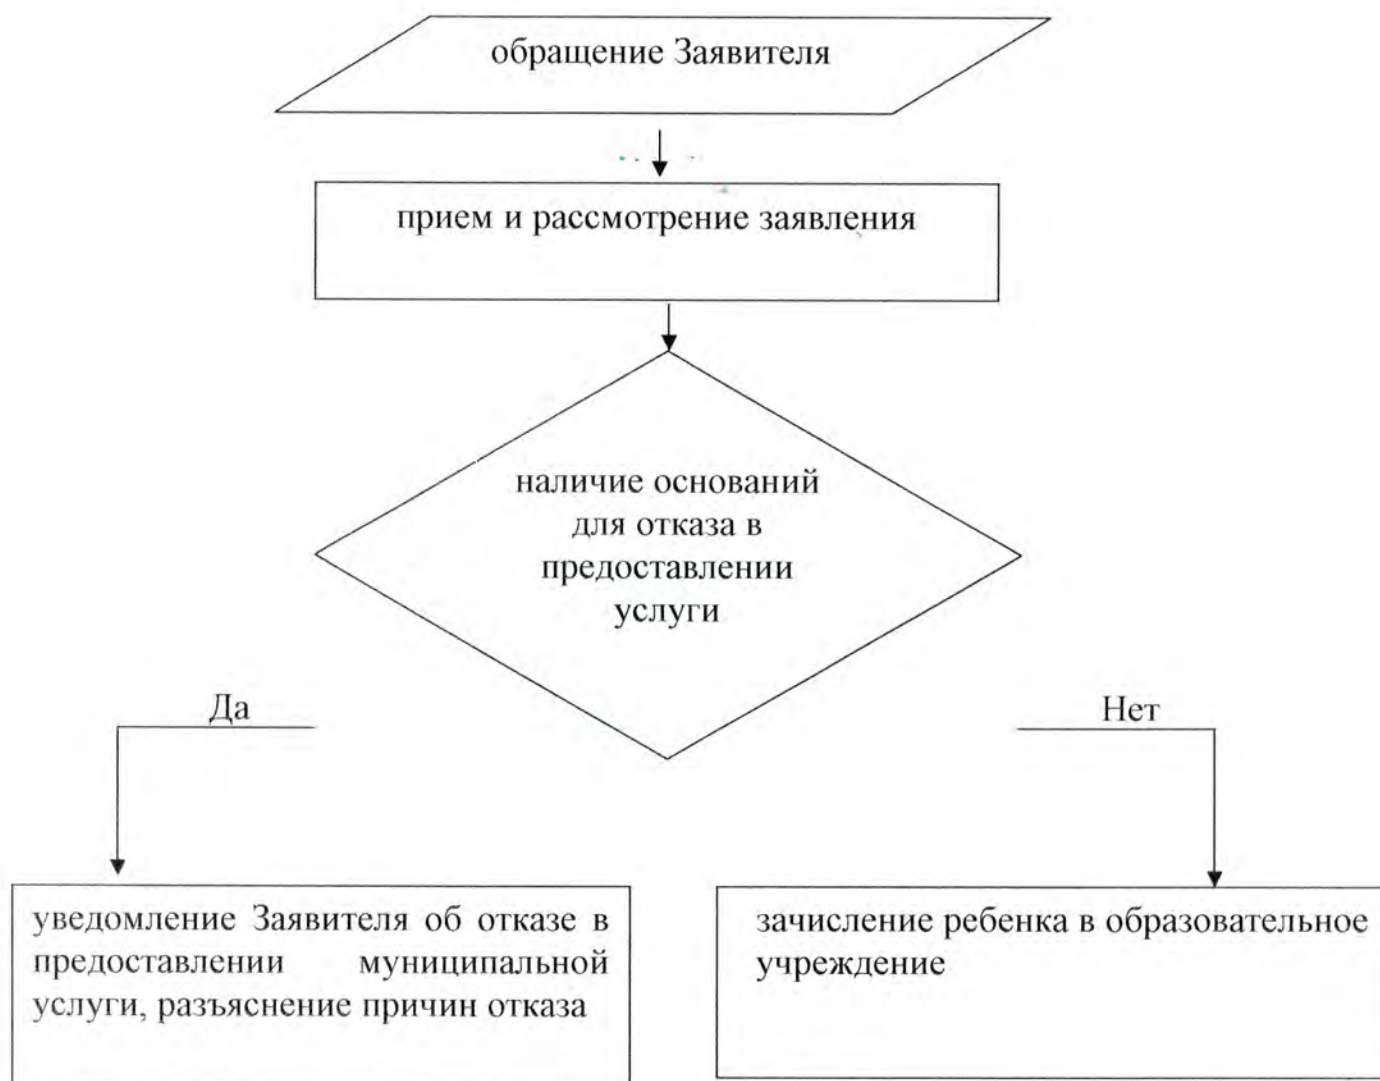 обращение Заявителя
прием и рассмотрение заявления
наличие оснований
для отказа в
предоставлении
услуги
Да
Нет
уведомление Заявителя об отказе в
предоставлении муниципальной
услуги, разъяснение причин отказа
зачисление ребенка в образовательное
учреждение